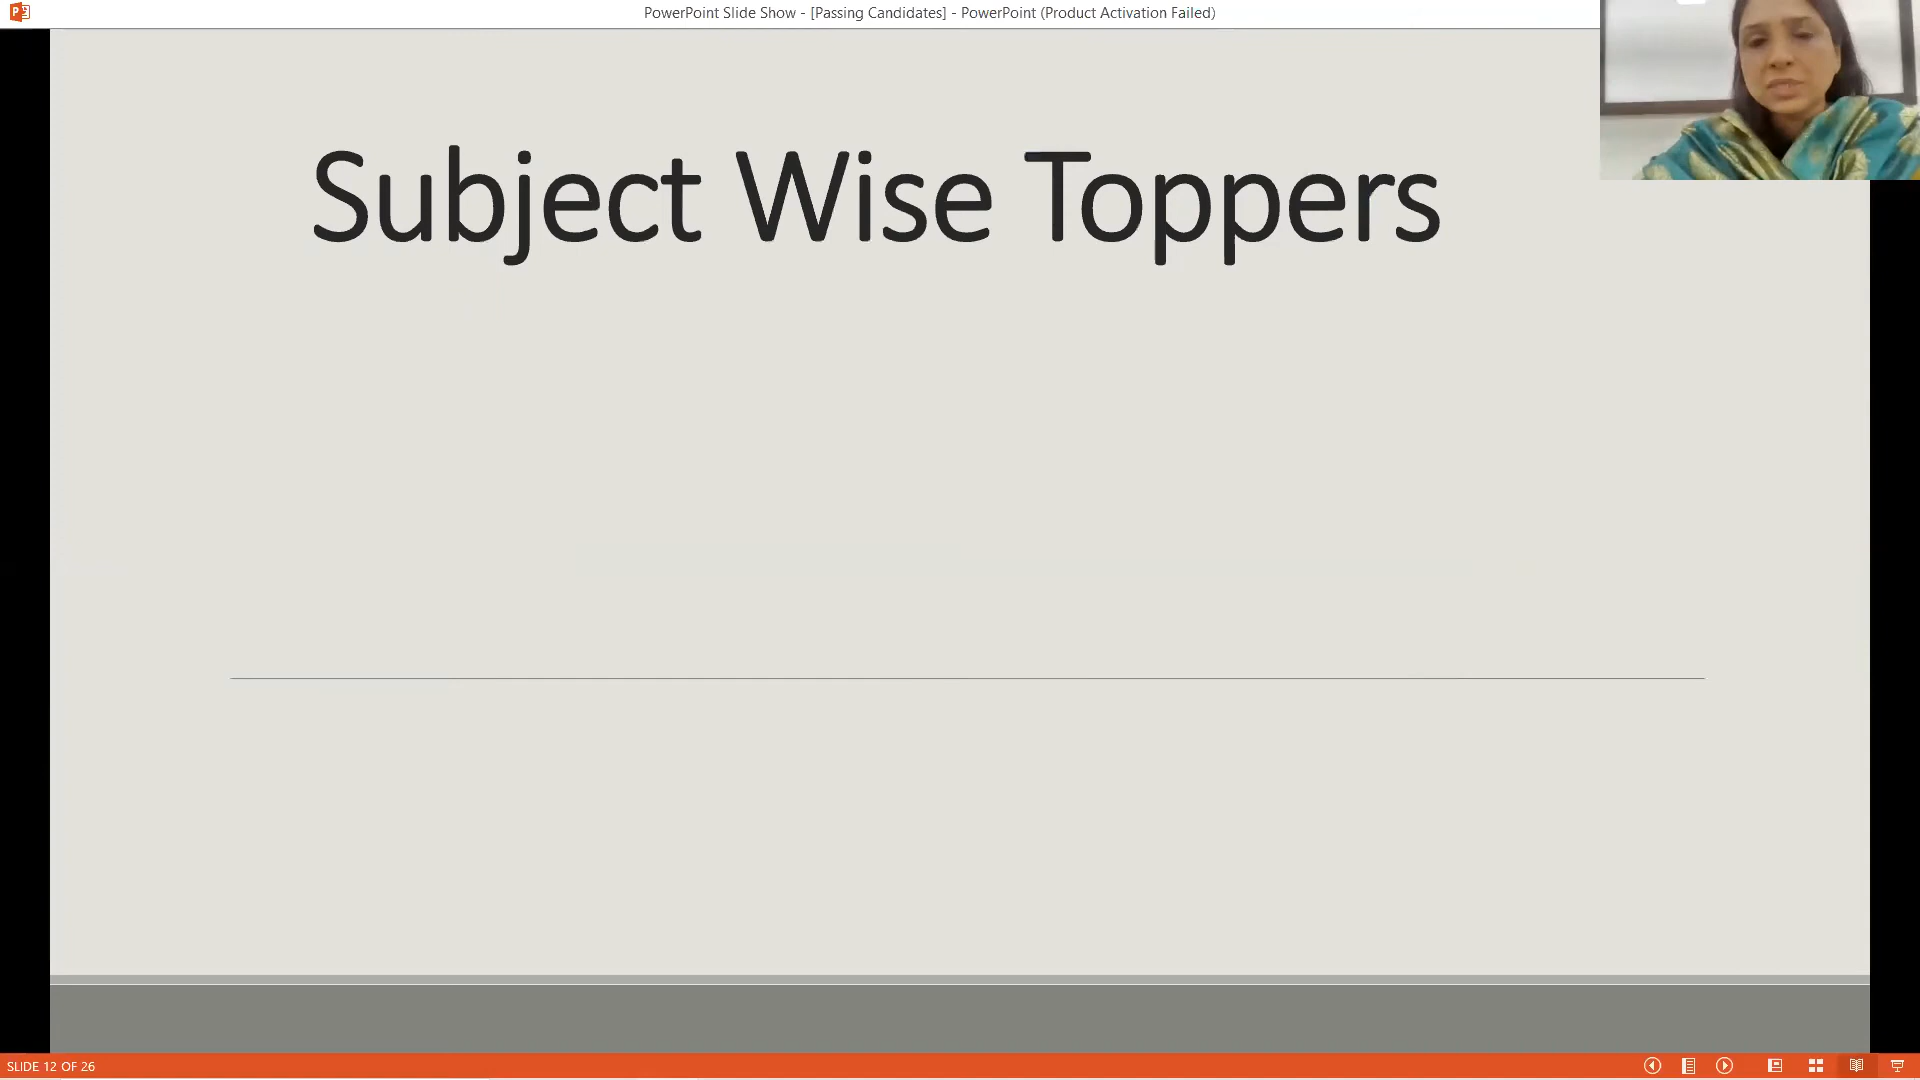 PowerPoint Slide Show - [Passing Candidates] - PowerPoint (Product Activation Failed)
Subject Wise Toppers
SLIDE 12 OF 26